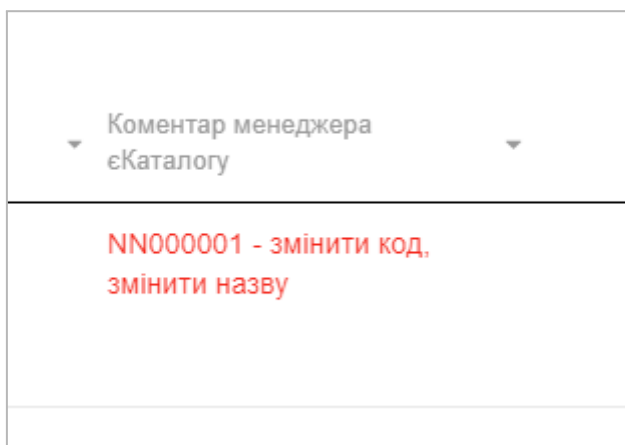 Коментар менеджера
єКаталогу
NN000001 - змінити код,
змінити назву